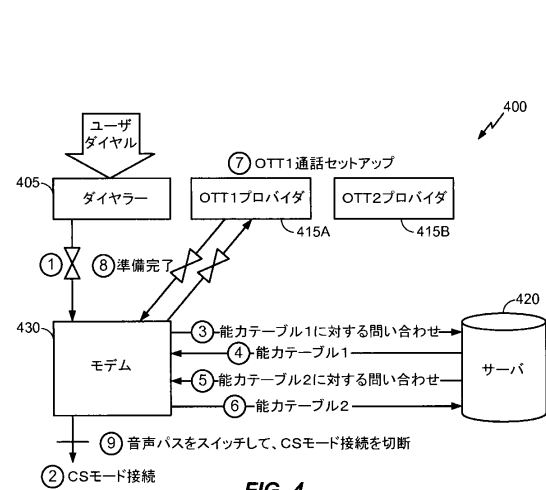 400
ユーザ
ダイヤル
⑦ OTT1通話セットアップ
405
ダイヤラー
OTT1プロバイダ
OTT2プロバイダ
415A
415B
①
⑧ 準備完了
420
430
モデム
③ 能力テーブル1に対する問い合わせ
④ 能力テーブル1
サーバ
⑤ 能力テーブル2に対する問い合わせ
⑥ 能力テーブル2
⑨ 音声パスをスイッチして、CSモード接続を切断
② CSモード接続
FIG. 4